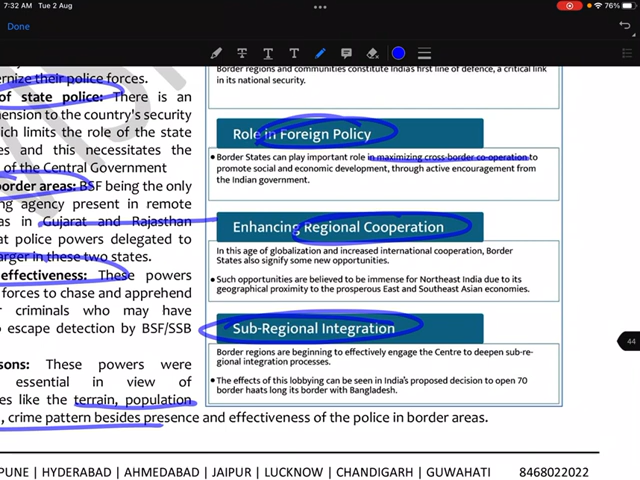 7:32 AM Tue 2 Aug
76%
Done
ernize their police forces.
of state police: There is an
mension to the country's security
hich limits the role of the state
es and this necessitates the
of the Central Government
border areas: BSF being the only
ng agency present in remote
as in Gujarat and Rajasthan
at police powers delegated to
arger in these two states.
effectiveness: These powers
forces to chase and apprehend
r criminals who may have
o escape detection by BSF/SSB
sons: These powers were
essential in view of
es like the terrain, population
, crime pattern besides presence and effectiveness of the police in border areas.
Border regions and communities constitute India's first line of defence, a critical link
in its national security.
Role in Foreign Policy
• Border States can play important role in maximizing cross-border co-operation to
promote social and economic development, through active encouragement from
the Indian government.
Enhancing Regional Cooperation
In this age of globalization and increased international cooperation, Border
States also signify some new opportunities.
• Such opportunities are believed to be immense for Northeast India due to its
geographical proximity to the prosperous East and Southeast Asian economies.
Sub-Regional Integration
Border regions are beginning to effectively engage the Centre to deepen sub-re-
gional integration processes.
• The effects of this lobbying can be seen in India's proposed decision to open 70
border haats long its border with Bangladesh.
44
PUNE | HYDERABAD | AHMEDABAD | JAIPUR | LUCKNOW | CHANDIGARH | GUWAHATI 8468022022